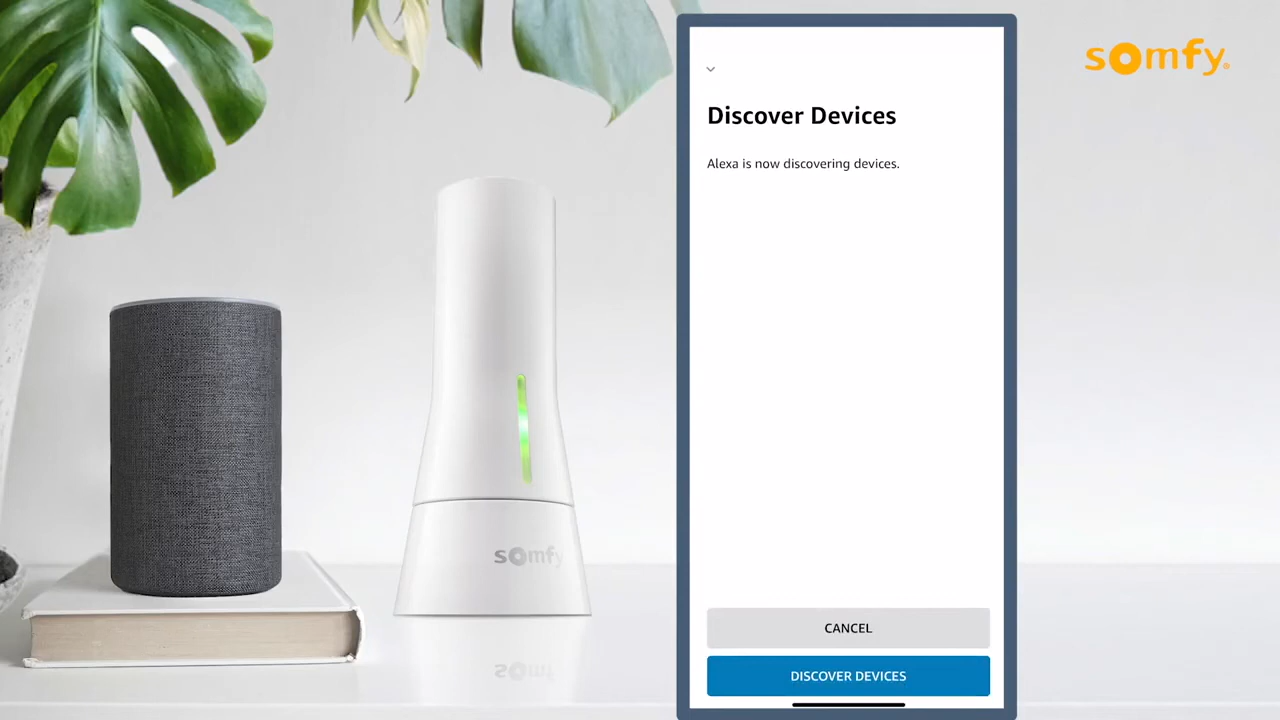 somfy
Discover Devices
Alexa is now discovering devices.
somfy
CANCEL
DISCOVER DEVICES